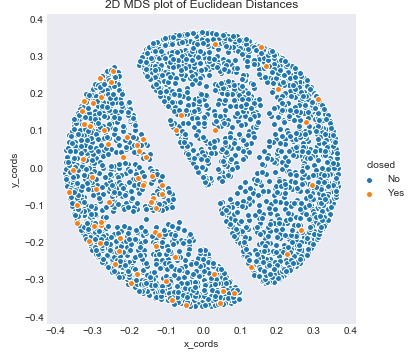 2D MDS plot of Euclidean Distances
0.4
0.3
0.2
0.1
0.0
−0.1
−0.2
−0.3
−0.4
y_cords
−0.4 −0.3 −0.2 −0.1 0.0 0.1 0.2 0.3 0.4
x_cords
closed
No
Yes